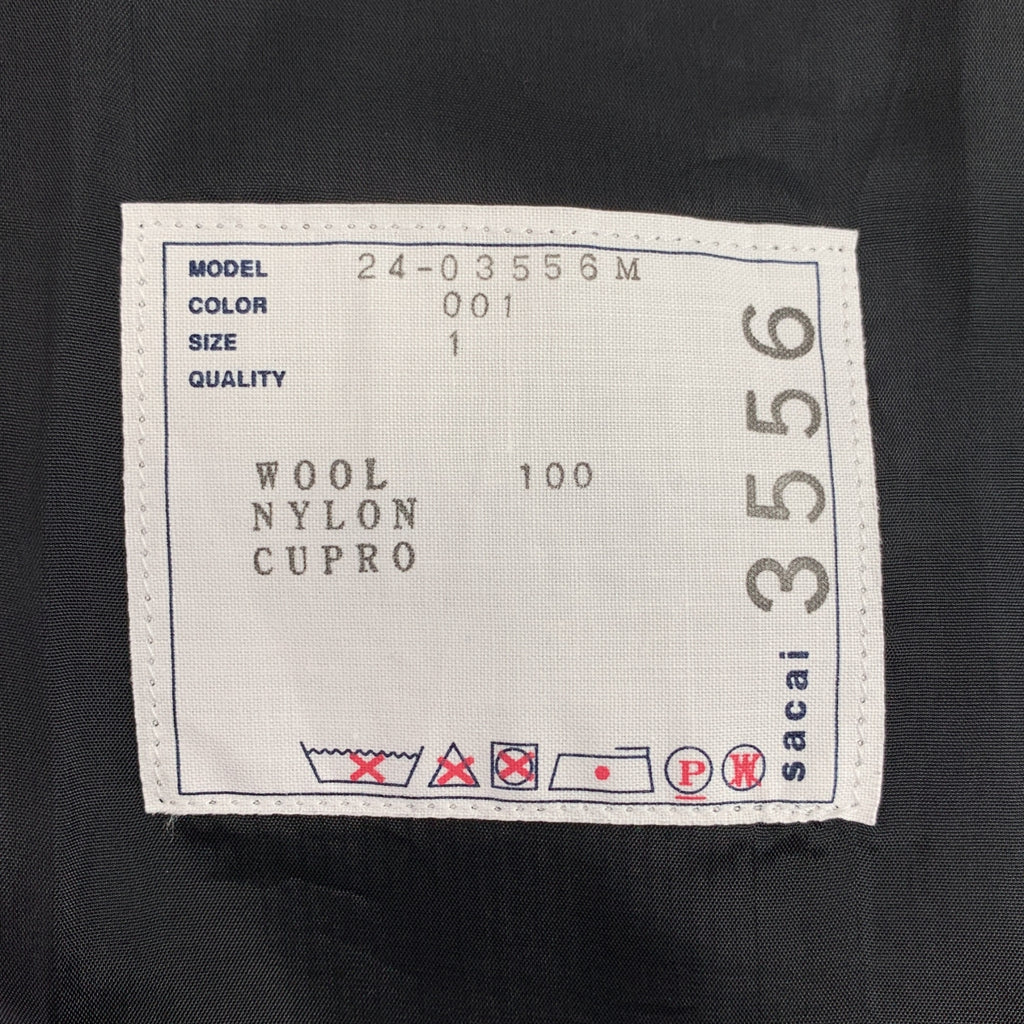 MODEL 24-03556M
COLOR 001
SIZE 1
QUALITY
WOOL 100
NYLON
CUPRO
sacai 3556
P W